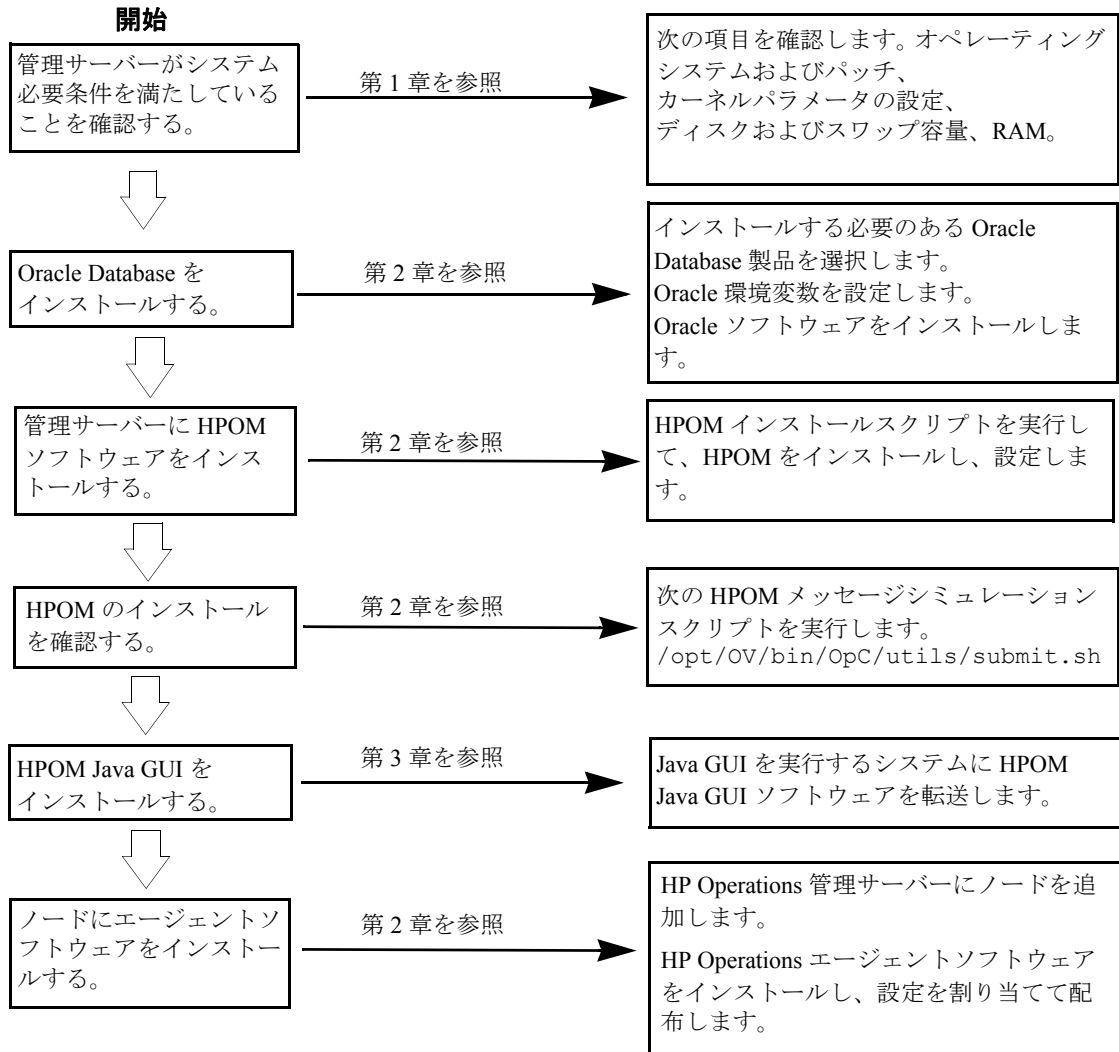 開始
管理サーバーがシステム
必要条件を満たしている
ことを確認する。
第 1 章を参照
次の項目を確認します。オペレーティング
システムおよびパッチ、
カーネルパラメータの設定、
ディスクおよびスワップ容量、RAM。
Oracle Database を
インストールする。
第 2 章を参照
インストールする必要のある Oracle
Database 製品を選択します。
Oracle 環境変数を設定します。
Oracle ソフトウェアをインストールしま
す。
管理サーバーに HPOM
ソフトウェアをインス
トールする。
第 2 章を参照
HPOM インストールスクリプトを実行し
て、HPOM をインストールし、設定しま
す。
HPOM のインストール
を確認する。
第 2 章を参照
次の HPOM メッセージシミュレーション
スクリプトを実行します。
/opt/OV/bin/OpC/utils/submit.sh
HPOM Java GUI を
インストールする。
第 3 章を参照
Java GUI を実行するシステムに HPOM
Java GUI ソフトウェアを転送します。
ノードにエージェントソ
フトウェアをインストー
ルする。
第 2 章を参照
HP Operations 管理サーバーにノードを追
加します。
HP Operations エージェントソフトウェア
をインストールし、設定を割り当てて配
布します。